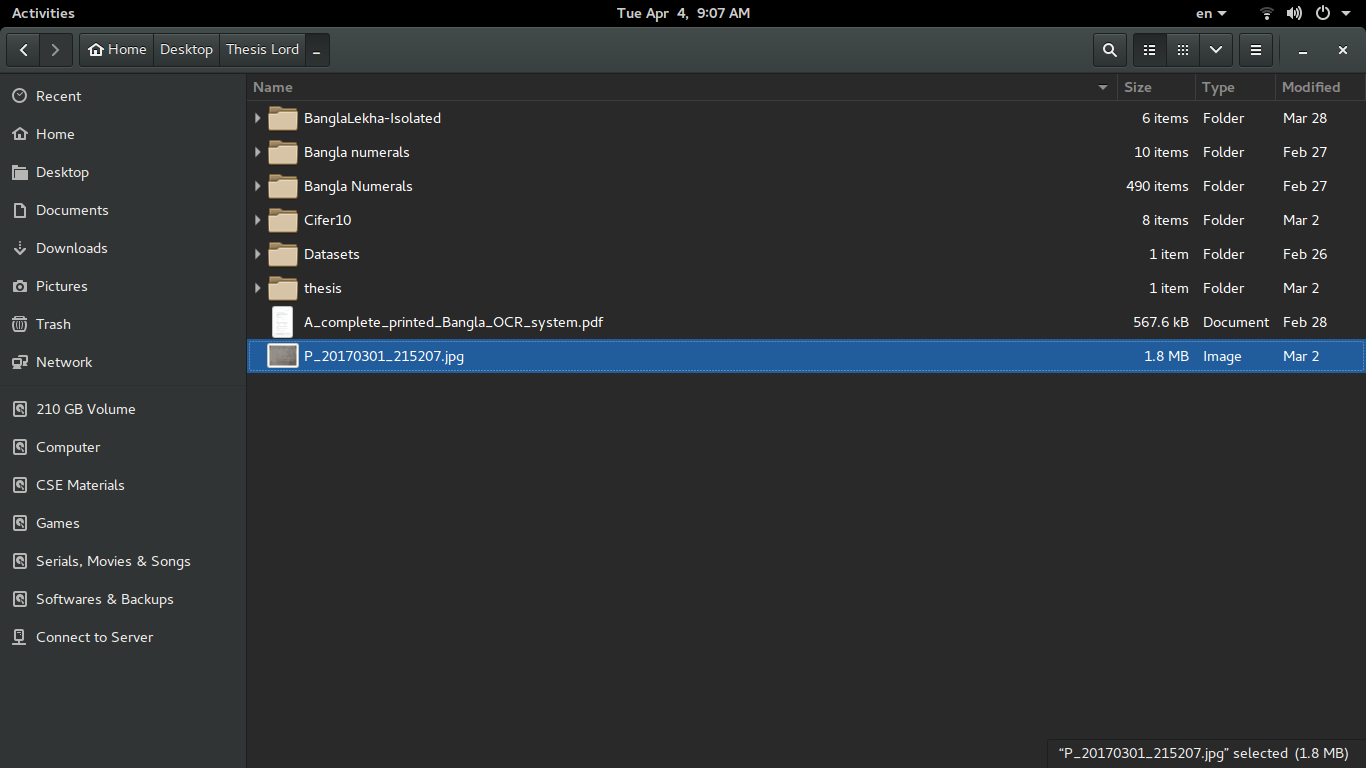 Activities Tue Apr 4, 9:07 AM en
Home Desktop Thesis Lord _
Name Size Type Modified
Recent
Home
Desktop
Documents
Downloads
Pictures
Trash
Network
210 GB Volume
Computer
CSE Materials
Games
Serials, Movies & Songs
Softwares & Backups
Connect to Server
BanglaLekha-Isolated 6 items Folder Mar 28
Bangla numerals 10 items Folder Feb 27
Bangla Numerals 490 items Folder Feb 27
Cifer10 8 items Folder Mar 2
Datasets 1 item Folder Feb 26
thesis 1 item Folder Mar 2
A_complete_printed_Bangla_OCR_system.pdf 567.6 kB Document Feb 28
P_20170301_215207.jpg 1.8 MB Image Mar 2
“P_20170301_215207.jpg” selected (1.8 MB)